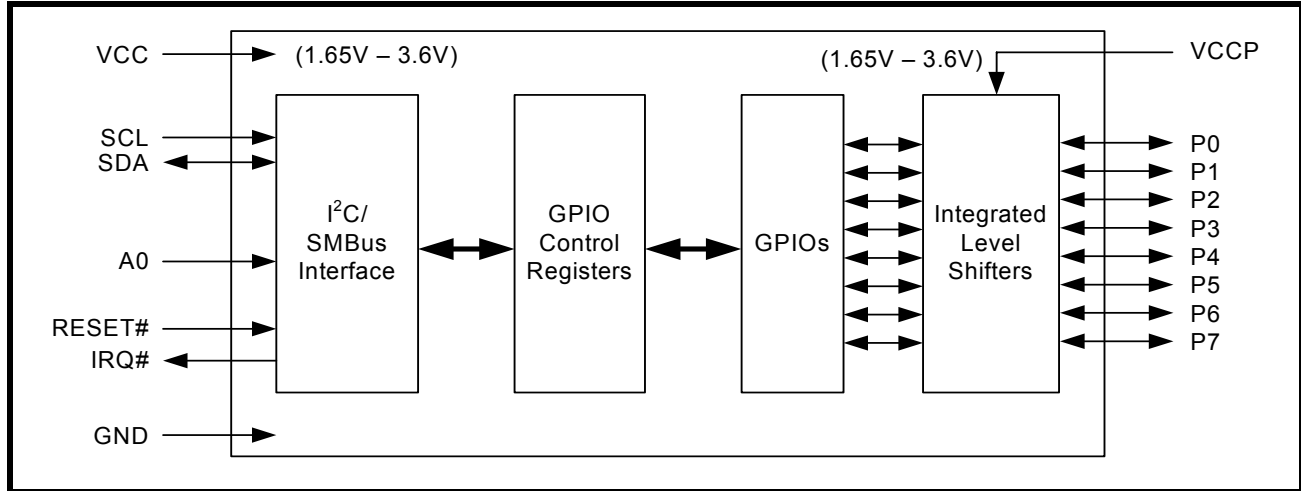 VCC
(1.65V – 3.6V)
(1.65V – 3.6V)
VCCP
SCL
SDA
A0
RESET#
IRQ#
GND
I²C/
SMBus
Interface
GPIO
Control
Registers
GPIOs
Integrated
Level
Shifters
P0
P1
P2
P3
P4
P5
P6
P7